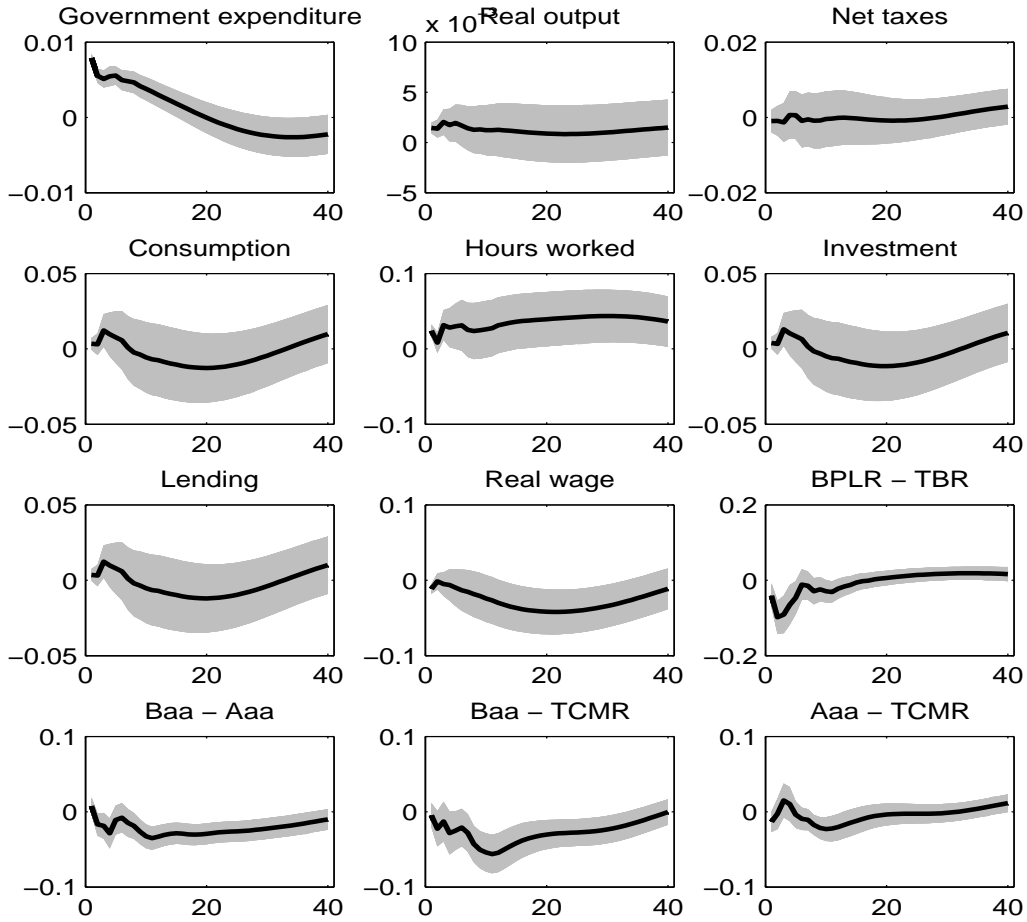 Government expenditure
x 10
Real output
Net taxes
0.01 10 0.02
5
0 0 0
−0.01 −5 −0.02
0 20 40 0 20 40 0 20 40
Consumption Hours worked Investment
0.05 0.1 0.05
0 0 0
−0.05 −0.1 −0.05
0 20 40 0 20 40 0 20 40
Lending Real wage BPLR − TBR
0.05 0.1 0.2
0 0 0
−0.05 −0.1 −0.2
0 20 40 0 20 40 0 20 40
Baa − Aaa Baa − TCMR Aaa − TCMR
0.1 0.1 0.1
0 0 0
−0.1 −0.1 −0.1
0 20 40 0 20 40 0 20 40